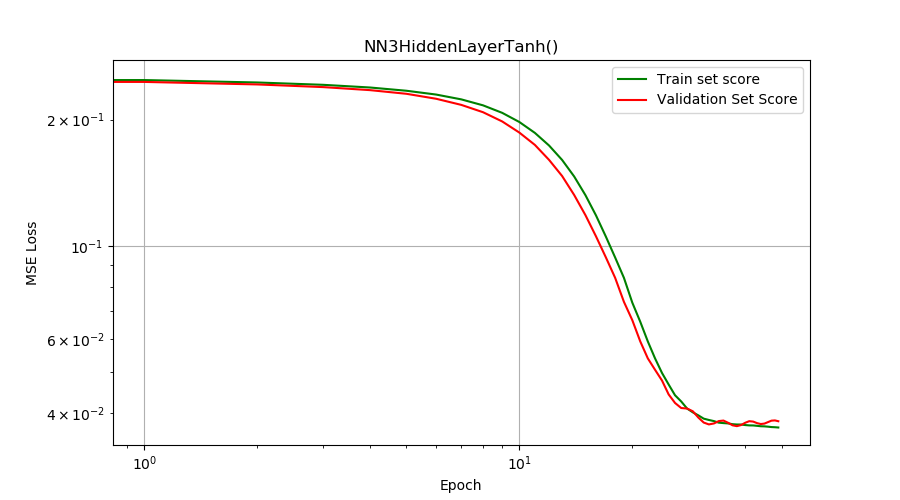 NN3HiddenLayerTanh()
Train set score
Validation Set Score
2 × 10⁻¹
10⁻¹
6 × 10⁻²
4 × 10⁻²
MSE Loss
10⁰
10¹
Epoch